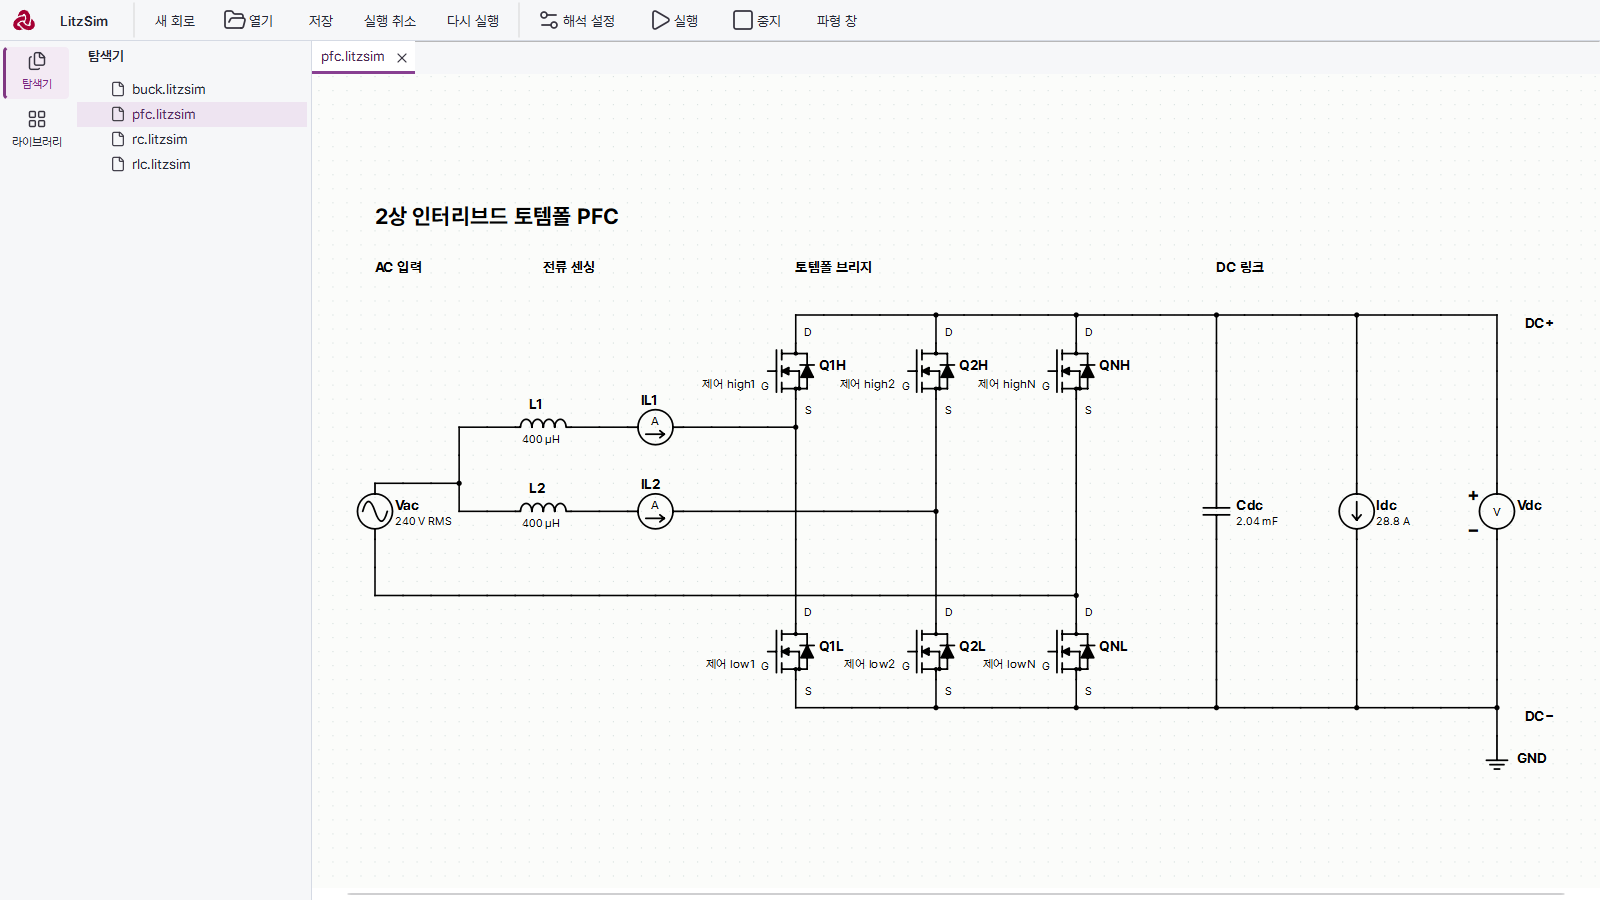 LitzSim
새 회로
열기
저장
실행 취소
다시 실행
해석 설정
실행
중지
파형 창
탐색기
라이브러리
탐색기
buck.litzsim
pfc.litzsim
rc.litzsim
rlc.litzsim
pfc.litzsim
2상 인터리브드 토템폴 PFC
AC 입력
전류 센싱
토템폴 브리지
DC 링크
DC+
D
D
D
Q1H
Q2H
QNH
제어 high1
G
제어 high2
G
제어 highN
G
S
S
S
L1
400 µH
IL1
A
L2
400 µH
IL2
A
Vac
240 V RMS
Cdc
2.04 mF
Idc
28.8 A
+
V
−
Vdc
D
D
D
Q1L
Q2L
QNL
제어 low1
G
제어 low2
G
제어 lowN
G
S
S
S
DC−
GND